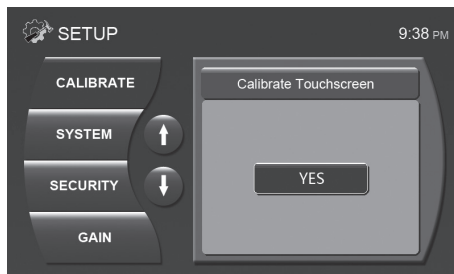 SETUP
9:38 PM
CALIBRATE
Calibrate Touchscreen
SYSTEM
SECURITY
YES
GAIN